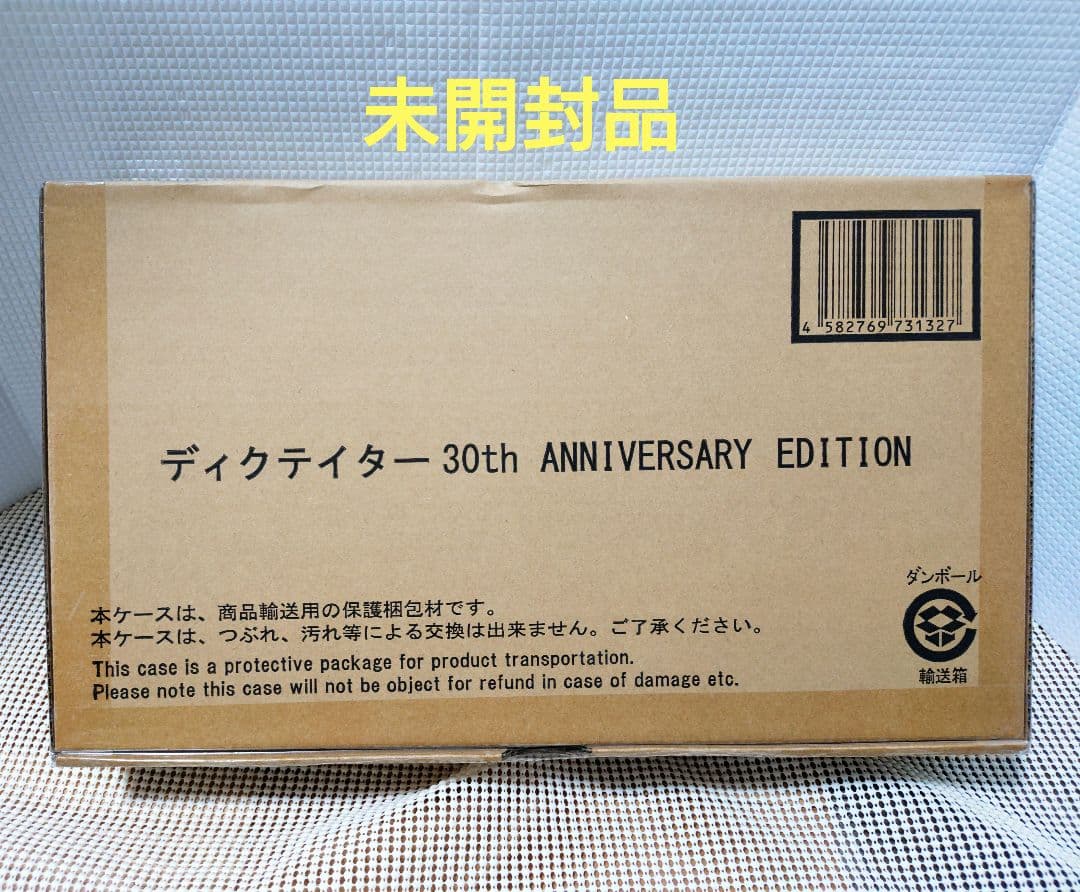 未開封品
4 582769 731327
ディクテイター 30th ANNIVERSARY EDITION
ダンボール
本ケースは、商品輸送用の保護梱包材です。
本ケースは、つぶれ、汚れ等による交換は出来ません。ご了承ください。
This case is a protective package for product transportation.
Please note this case will not be object for refund in case of damage etc.
輸送箱